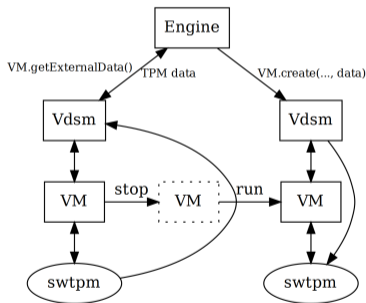 Engine
VM.getExternalData()
TPM data
VM.create(..., data)
Vdsm
Vdsm
stop
run
VM
VM
VM
swtpm
swtpm